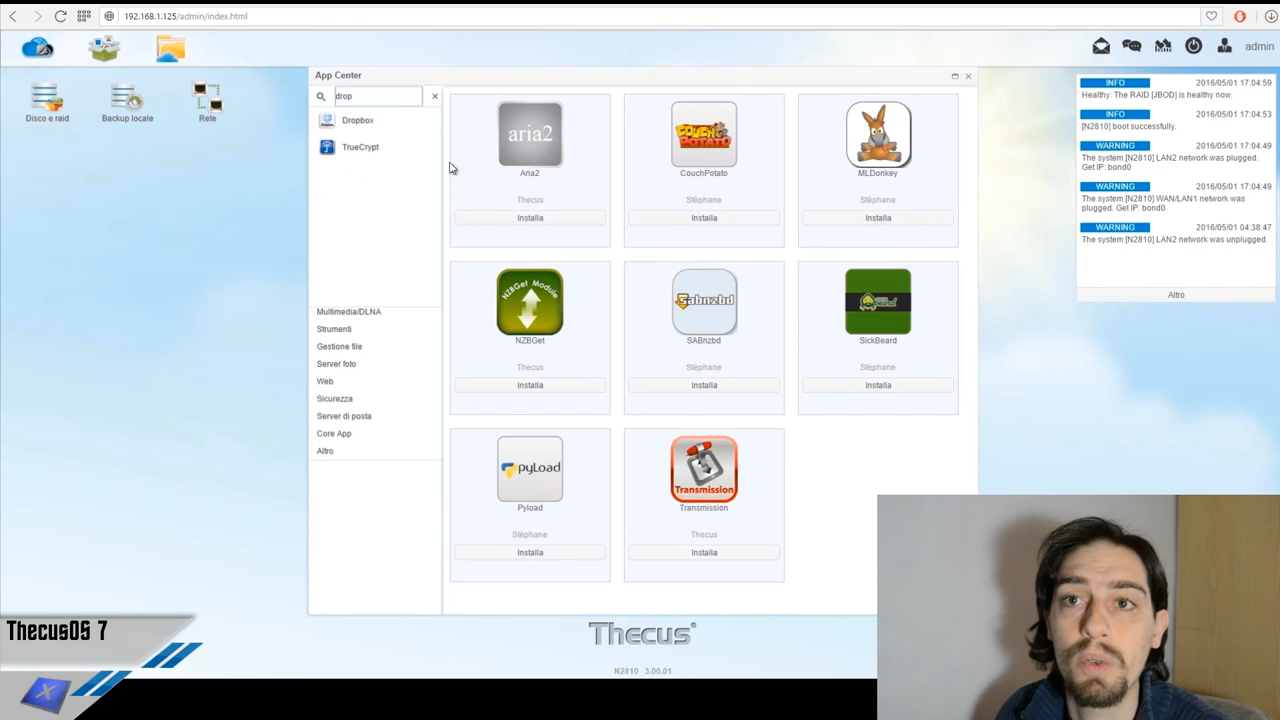 192.168.1.125/admin/index.html
admin
App Center
drop
Dropbox
TrueCrypt
Disco e raid
Backup locale
Rete
Multimedia/DLNA
Strumenti
Gestione file
Server foto
Web
Sicurezza
Server di posta
Core App
Altro
aria2
Aria2
Thecus
Installa
COUCH POTATO
CouchPotato
Stéphane
Installa
MLDonkey
Stéphane
Installa
NZBGet Module
NZBGet
Thecus
Installa
Sabnzbd
SABnzbd
Stéphane
Installa
SickBeard
Stéphane
Installa
pyLoad
Pyload
Stéphane
Installa
Transmission
Transmission
Thecus
Installa
INFO 2016/05/01 17:04:59
Healthy: The RAID [JBOD] is healthy now.
INFO 2016/05/01 17:04:53
[N2810] boot successfully.
WARNING 2016/05/01 17:04:49
The system [N2810] LAN2 network was plugged.
Get IP: bond0
WARNING 2016/05/01 17:04:49
The system [N2810] WAN/LAN1 network was
plugged. Get IP: bond0
WARNING 2016/05/01 04:38:47
The system [N2810] LAN2 network was unplugged.
Altro
Thecus®
N2810 3.00.01
ThecusOS 7
X